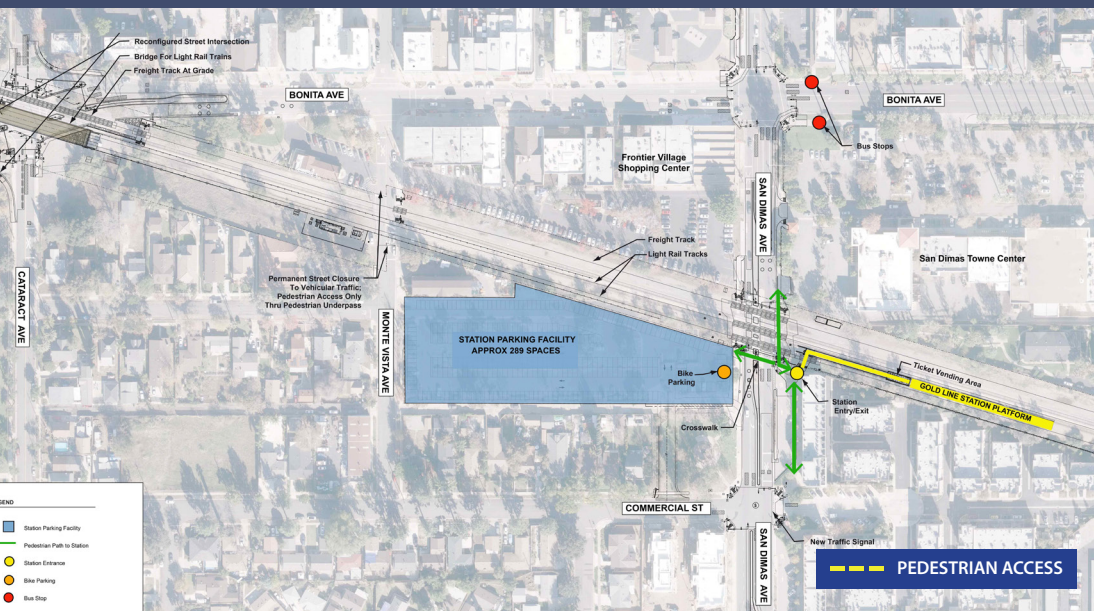 Reconfigured Street Intersection
Bridge For Light Rail Trains
Freight Track At Grade
BONITA AVE
BONITA AVE
Bus Stops
Frontier Village
Shopping Center
SAN DIMAS AVE
Freight Track
Light Rail Tracks
San Dimas Towne Center
CATARACT AVE
Permanent Street Closure
To Vehicular Traffic;
Pedestrian Access Only
Thru Pedestrian Underpass
MONTE VISTA AVE
STATION PARKING FACILITY
APPROX 289 SPACES
Bike
Parking
Ticket Vending Area
GOLD LINE STATION PLATFORM
Station
Entry/Exit
Crosswalk
COMMERCIAL ST
SAN DIMAS AVE
New Traffic Signal
GEND
Station Parking Facility
Pedestrian Path to Station
Station Entrance
Bike Parking
Bus Stop
PEDESTRIAN ACCESS